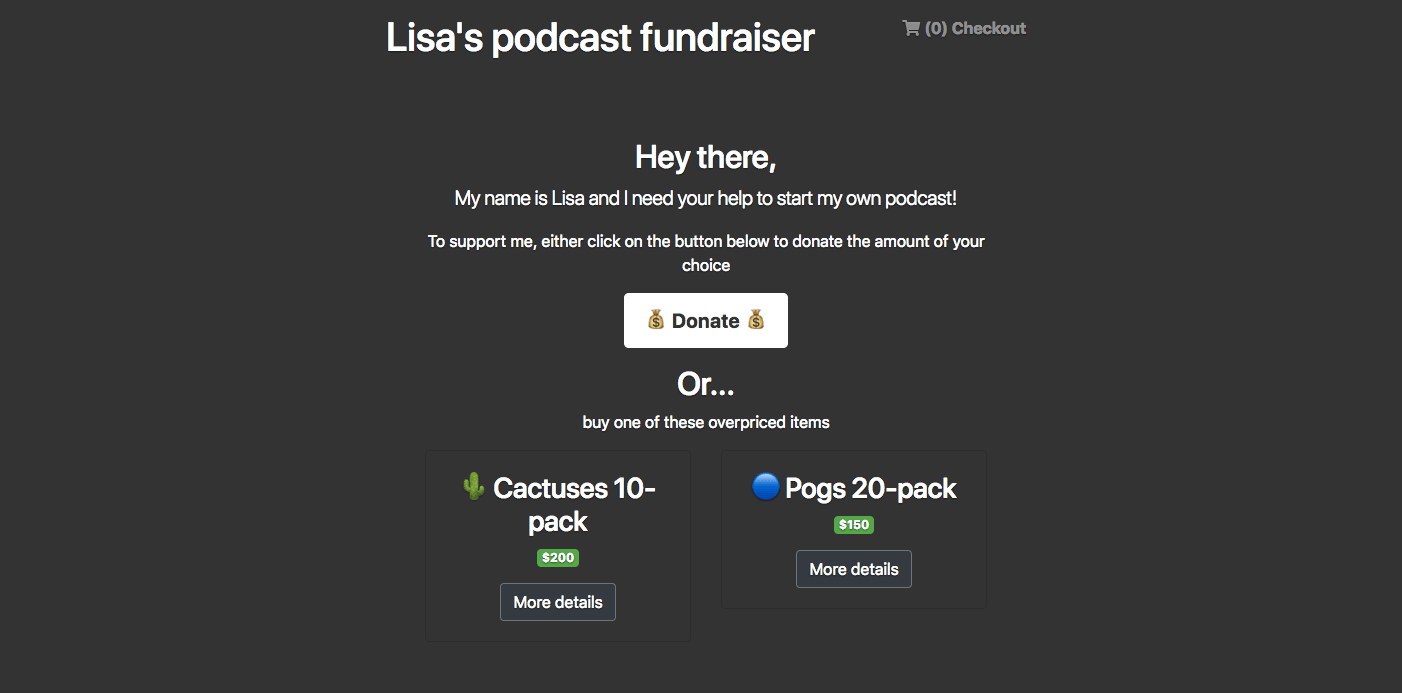 Lisa's podcast fundraiser
(0) Checkout
Hey there,
My name is Lisa and I need your help to start my own podcast!
To support me, either click on the button below to donate the amount of your
choice
💰 Donate 💰
Or...
buy one of these overpriced items
🌵 Cactuses 10-
pack
$200
More details
🔵 Pogs 20-pack
$150
More details